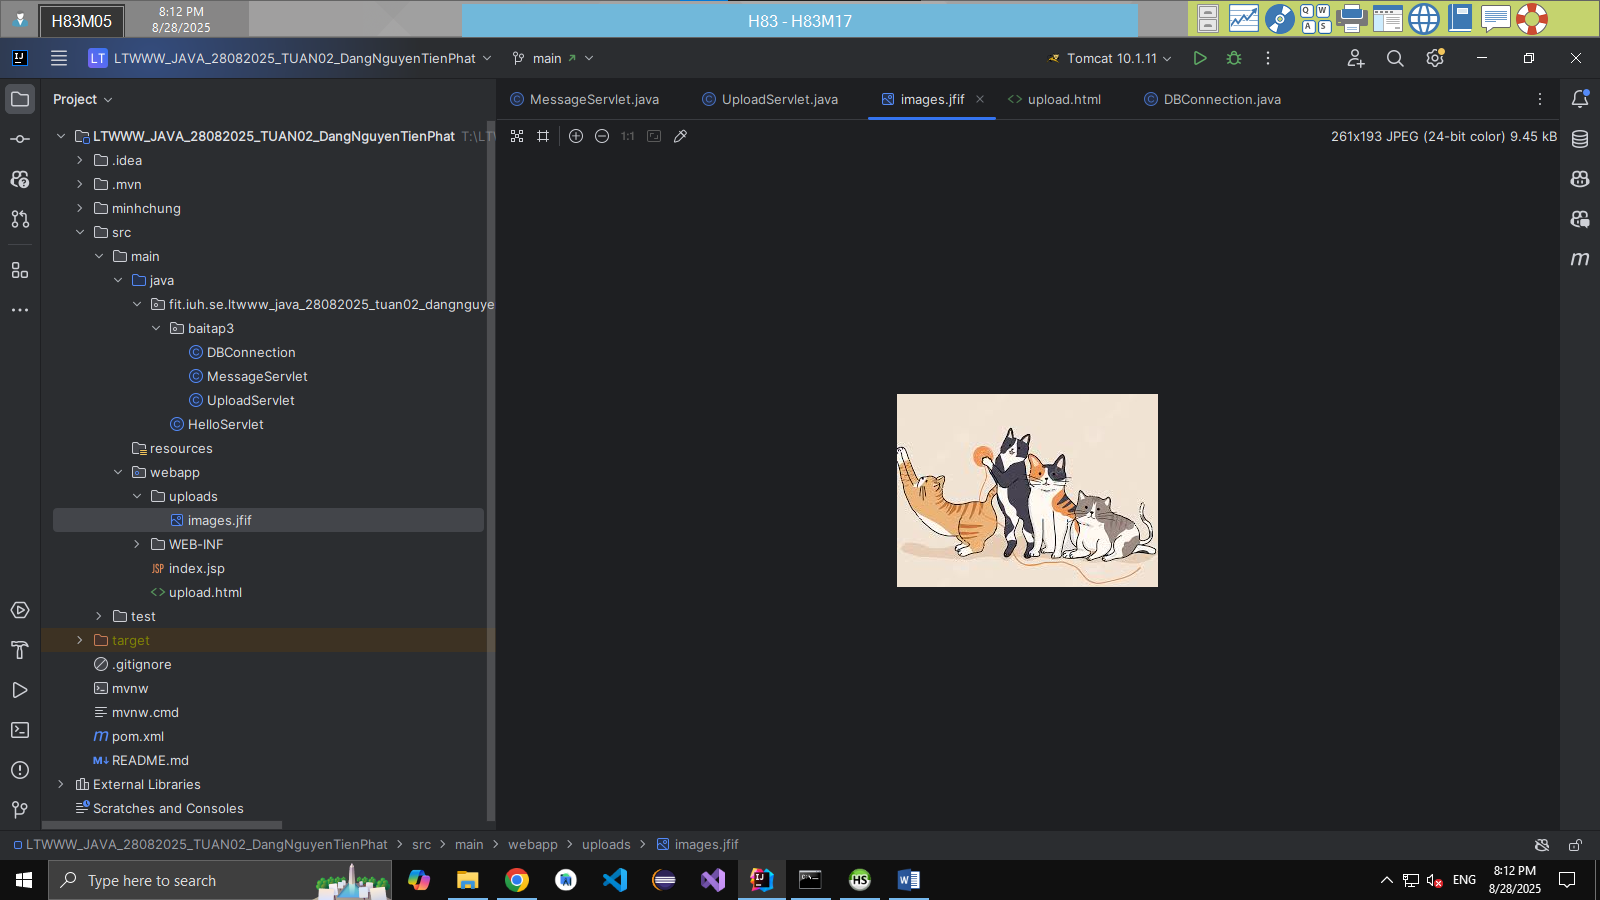 H83M05
8:12 PM
8/28/2025
H83 - H83M17
Q W
A S
LT LTWWW_JAVA_28082025_TUAN02_DangNguyenTienPhat
main
Tomcat 10.1.11
Project
MessageServlet.java
UploadServlet.java
images.jfif
upload.html
DBConnection.java
261x193 JPEG (24-bit color) 9.45 kB
1:1
LTWWW_JAVA_28082025_TUAN02_DangNguyenTienPhat T:\LTW
.idea
.mvn
minhchung
src
main
java
fit.iuh.se.ltwww_java_28082025_tuan02_dangnguye
baitap3
DBConnection
MessageServlet
UploadServlet
HelloServlet
resources
webapp
uploads
images.jfif
WEB-INF
JSP index.jsp
upload.html
test
target
.gitignore
mvnw
mvnw.cmd
pom.xml
M↓ README.md
External Libraries
Scratches and Consoles
LTWWW_JAVA_28082025_TUAN02_DangNguyenTienPhat > src > main > webapp > uploads > images.jfif
Type here to search
HS
ENG
8:12 PM
8/28/2025